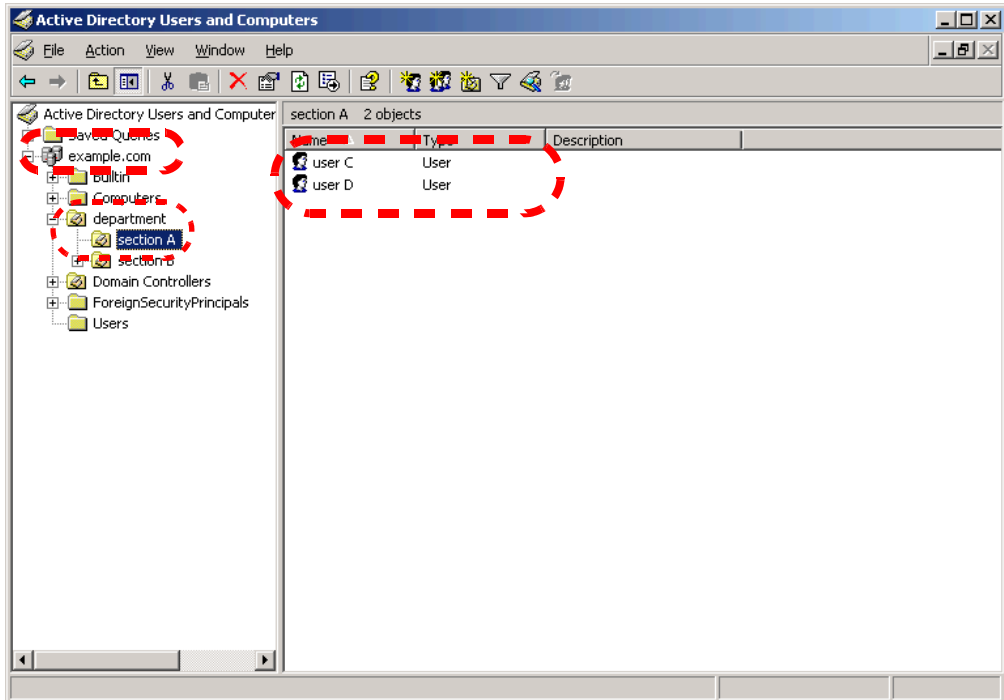 Active Directory Users and Computers
File Action View Window Help
Active Directory Users and Computer
section A 2 objects
Saved Queries
Name Type Description
example.com
user C User
Builtin
user D User
Computers
department
section A
section B
Domain Controllers
ForeignSecurityPrincipals
Users